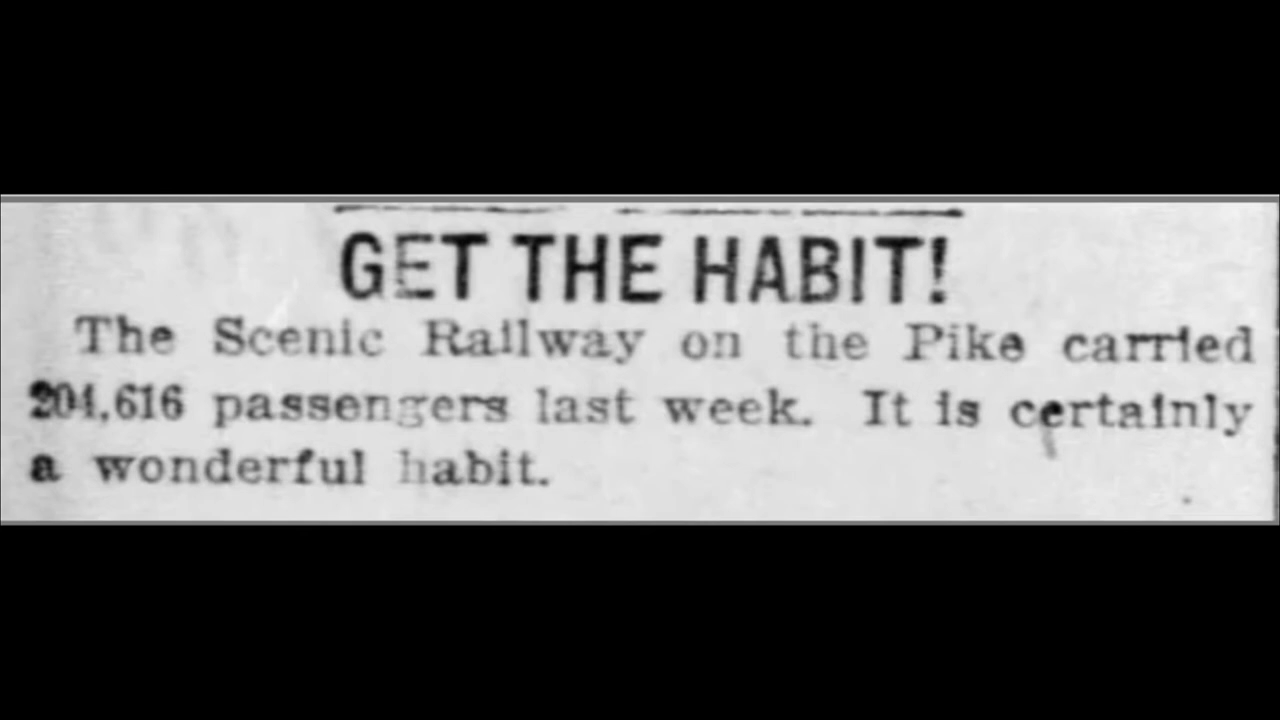 GET THE HABIT!
The Scenic Railway on the Pike carried
204,616 passengers last week. It is certainly
a wonderful habit.